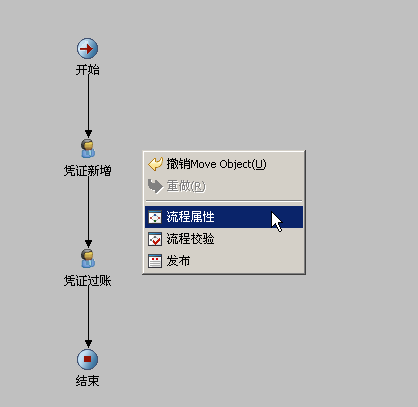 开始
凭证新增
撤销Move Object(U)
重做(R)
流程属性
流程校验
发布
凭证过账
结束